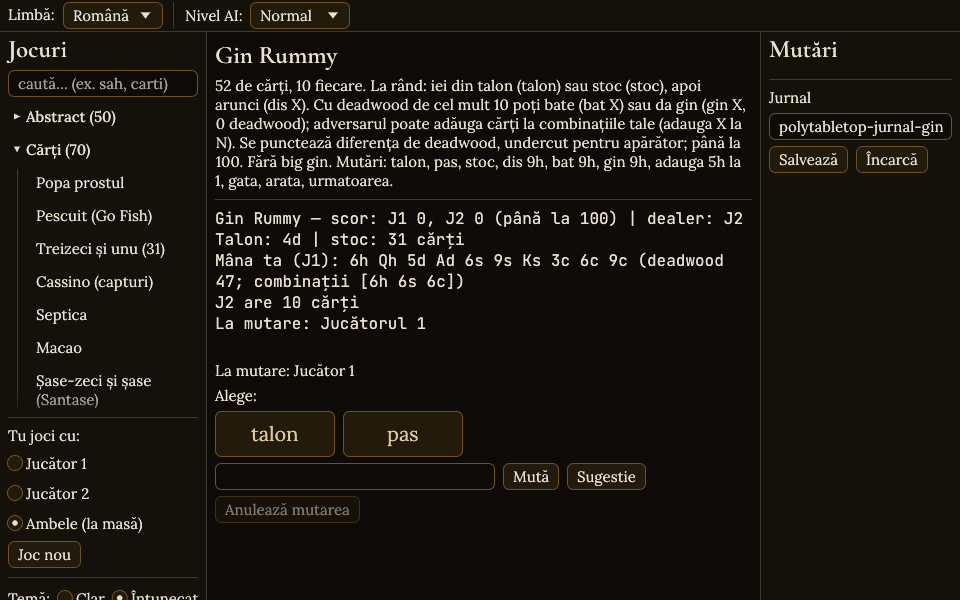 Limbă: Română ▼ Nivel AI: Normal ▼
Jocuri
caută... (ex. sah, carti)
▸ Abstract (50)
▾ Cărți (70)
Popa prostul
Pescuit (Go Fish)
Treizeci și unu (31)
Cassino (capturi)
Septica
Macao
Șase-zeci și șase
(Santase)
Tu joci cu:
Jucător 1
Jucător 2
Ambele (la masă)
Joc nou
Temă: Clar Întunecat
Gin Rummy
52 de cărți, 10 fiecare. La rând: iei din talon (talon) sau stoc (stoc), apoi
arunci (dis X). Cu deadwood de cel mult 10 poți bate (bat X) sau da gin (gin X,
0 deadwood); adversarul poate adăuga cărți la combinațiile tale (adauga X la
N). Se punctează diferența de deadwood, undercut pentru apărător; până la
100. Fără big gin. Mutări: talon, pas, stoc, dis 9h, bat 9h, gin 9h, adauga 5h la
1, gata, arata, urmatoarea.
Gin Rummy — scor: J1 0, J2 0 (până la 100) | dealer: J2
Talon: 4d | stoc: 31 cărți
Mâna ta (J1): 6h Qh 5d Ad 6s 9s Ks 3c 6c 9c (deadwood
47; combinații [6h 6s 6c])
J2 are 10 cărți
La mutare: Jucătorul 1
La mutare: Jucător 1
Alege:
talon pas
Mută Sugestie
Anulează mutarea
Mutări
Jurnal
polytabletop-jurnal-gin
Salvează Încarcă